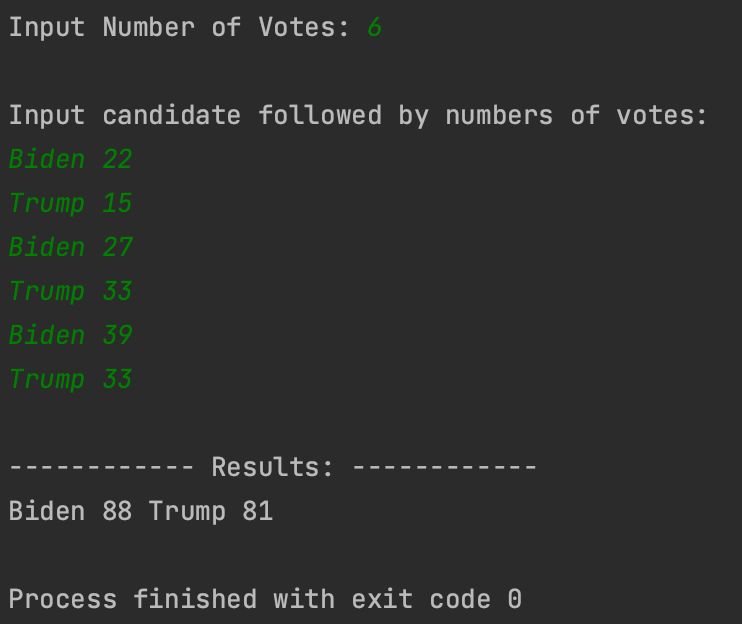 Input Number of Votes: 6
Input candidate followed by numbers of votes:
Biden 22
Trump 15
Biden 27
Trump 33
Biden 39
Trump 33
------------ Results: ------------
Biden 88 Trump 81
Process finished with exit code 0